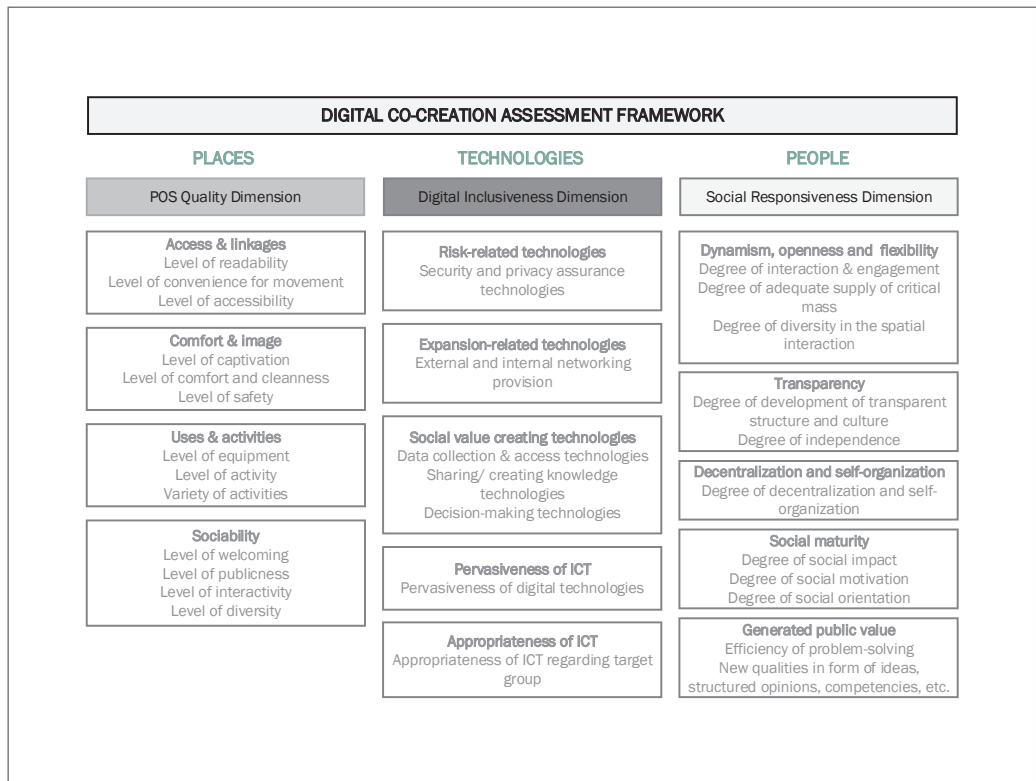 DIGITAL CO-CREATION ASSESSMENT FRAMEWORK
PLACES
POS Quality Dimension
Access & linkages
Level of readability
Level of convenience for movement
Level of accessibility
Comfort & image
Level of captivation
Level of comfort and cleanness
Level of safety
Uses & activities
Level of equipment
Level of activity
Variety of activities
Sociability
Level of welcoming
Level of publicness
Level of interactivity
Level of diversity
TECHNOLOGIES
Digital Inclusiveness Dimension
Risk-related technologies
Security and privacy assurance
technologies
Expansion-related technologies
External and internal networking
provision
Social value creating technologies
Data collection & access technologies
Sharing/ creating knowledge
technologies
Decision-making technologies
Pervasiveness of ICT
Pervasiveness of digital technologies
Appropriateness of ICT
Appropriateness of ICT regarding target
group
PEOPLE
Social Responsiveness Dimension
Dynamism, openness and flexibility
Degree of interaction & engagement
Degree of adequate supply of critical
mass
Degree of diversity in the spatial
interaction
Transparency
Degree of development of transparent
structure and culture
Degree of independence
Decentralization and self-organization
Degree of decentralization and self-
organization
Social maturity
Degree of social impact
Degree of social motivation
Degree of social orientation
Generated public value
Efficiency of problem-solving
New qualities in form of ideas,
structured opinions, competencies, etc.